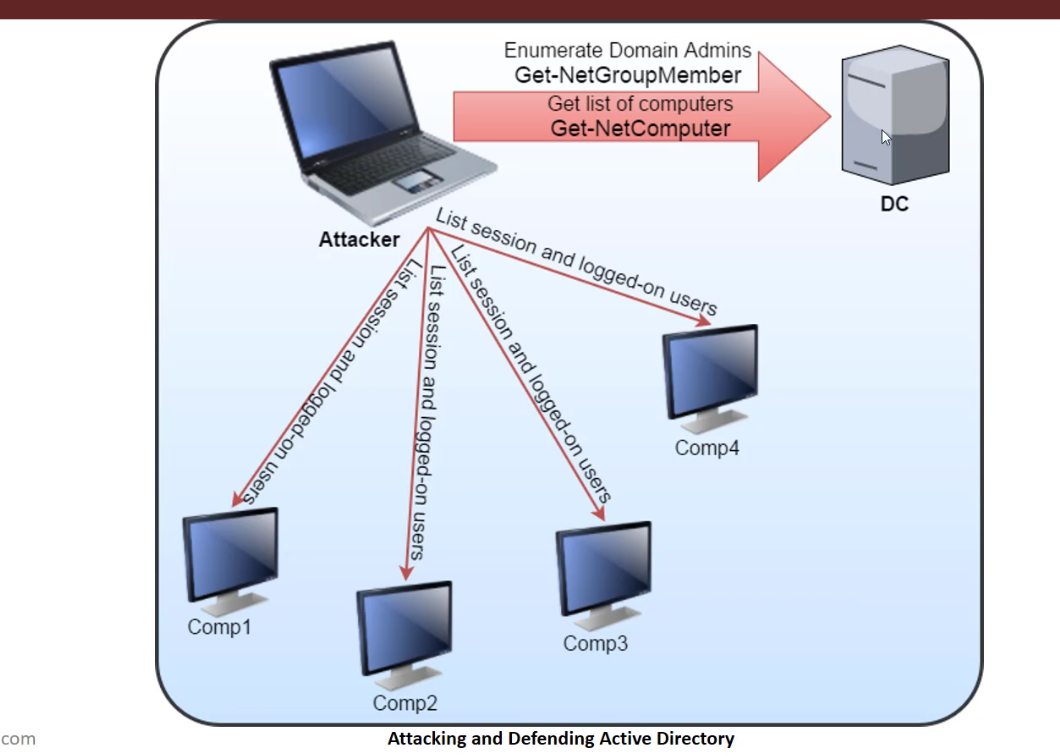 Enumerate Domain Admins
Get-NetGroupMember
Get list of computers
Get-NetComputer
DC
Attacker
List session and logged-on users
List session and logged-on users
List session and logged-on users
List session and logged-on users
Comp4
Comp1
Comp3
Comp2
com
Attacking and Defending Active Directory